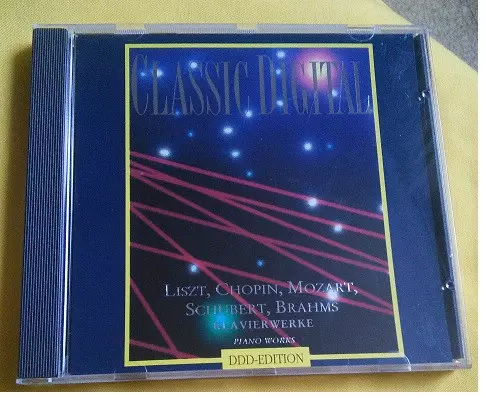 CLASSIC DIGITAL
LISZT, CHOPIN, MOZART,
SCHUBERT, BRAHMS
KLAVIERWERKE
PIANO WORKS
DDD-EDITION